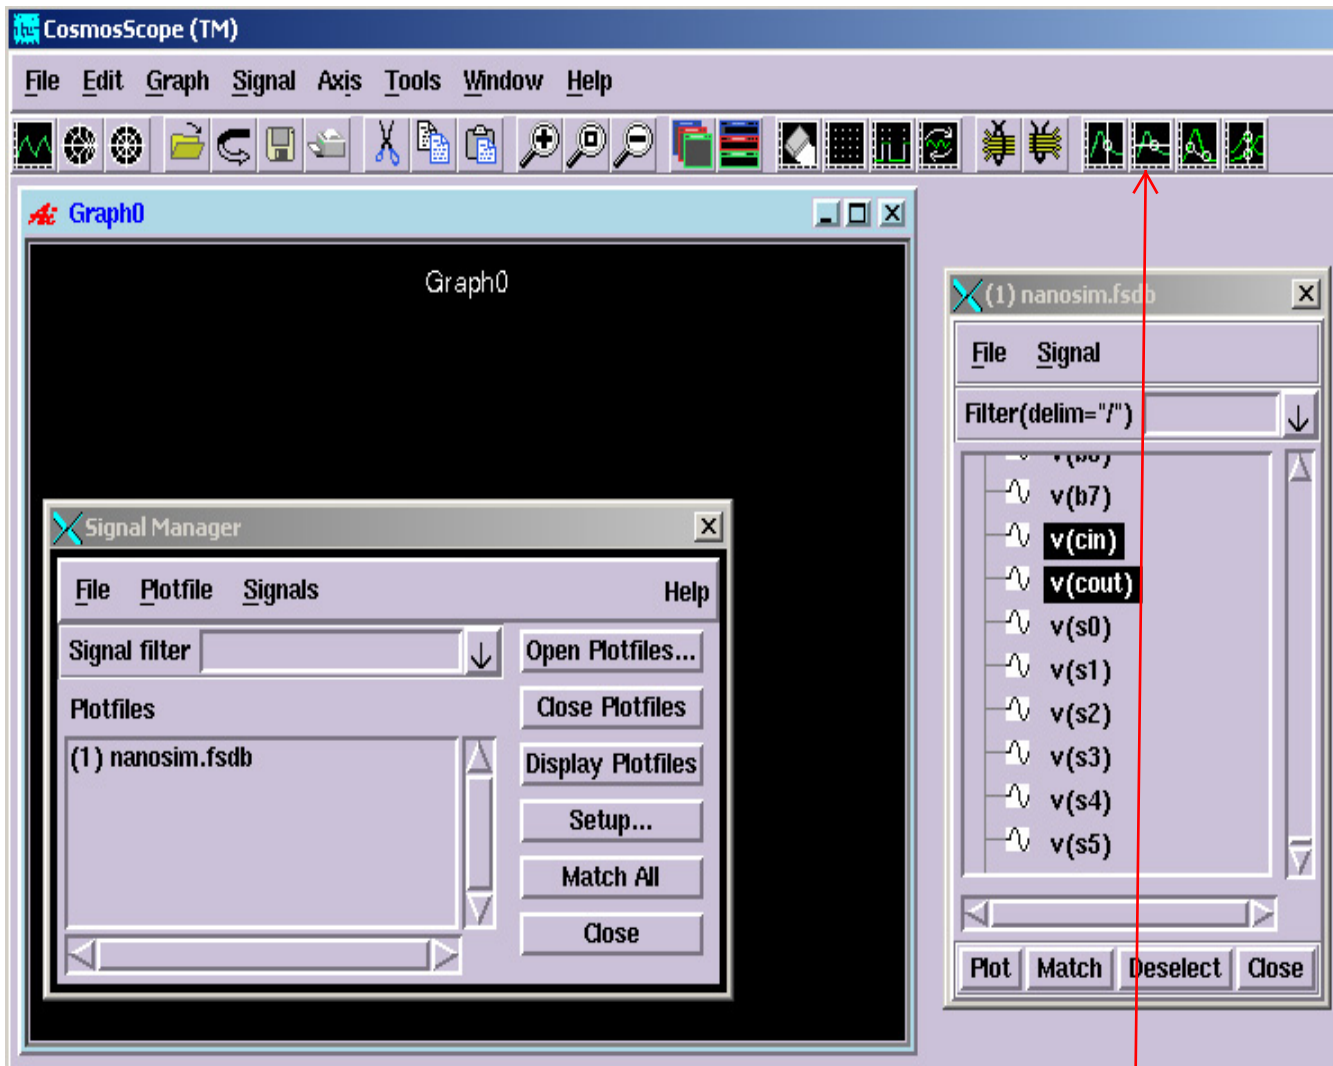 CosmosScope (TM)
File Edit Graph Signal Axis Tools Window Help
Graph0
Graph0
Signal Manager
File Plotfile Signals Help
Signal filter
Plotfiles
(1) nanosim.fsdb
Open Plotfiles...
Close Plotfiles
Display Plotfiles
Setup...
Match All
Close
(1) nanosim.fsdb
File Signal
Filter(delim="/")
v(b7)
v(cin)
v(cout)
v(s0)
v(s1)
v(s2)
v(s3)
v(s4)
v(s5)
Plot Match Deselect Close